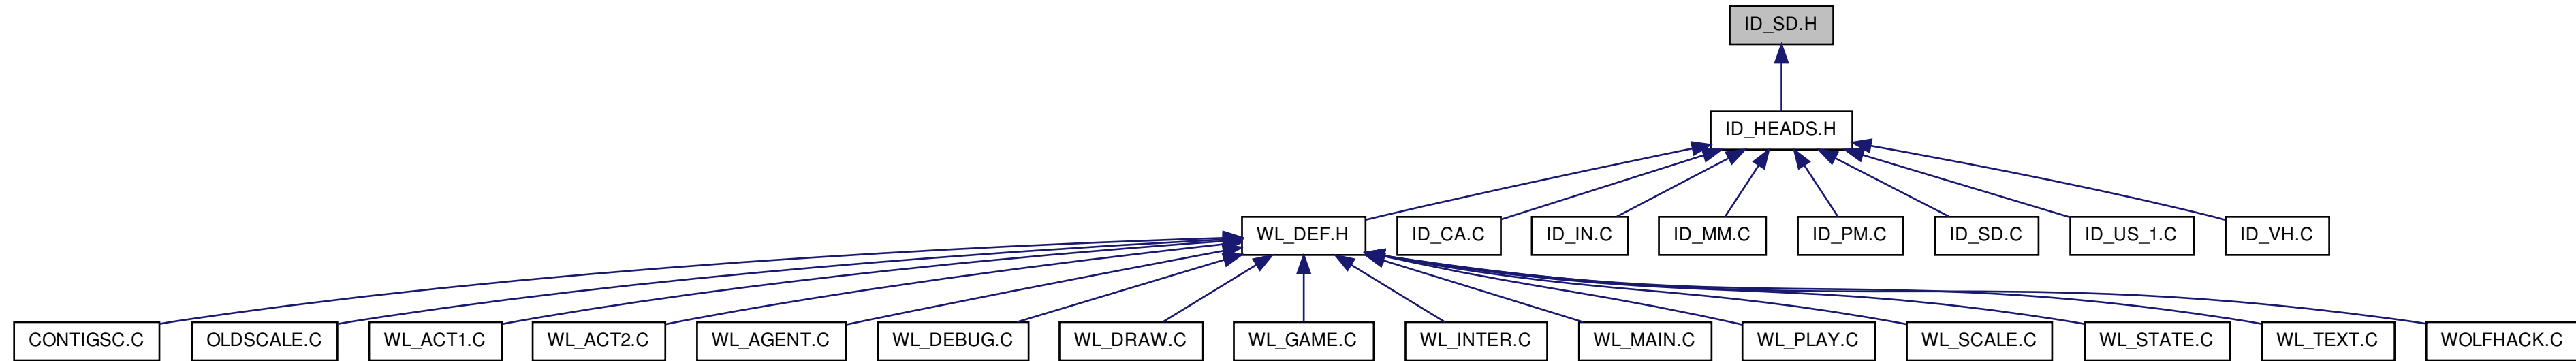 ID_SD.H
ID_HEADS.H
WL_DEF.H
ID_CA.C
ID_IN.C
ID_MM.C
ID_PM.C
ID_SD.C
ID_US_1.C
ID_VH.C
CONTIGSC.C
OLDSCALE.C
WL_ACT1.C
WL_ACT2.C
WL_AGENT.C
WL_DEBUG.C
WL_DRAW.C
WL_GAME.C
WL_INTER.C
WL_MAIN.C
WL_PLAY.C
WL_SCALE.C
WL_STATE.C
WL_TEXT.C
WOLFHACK.C